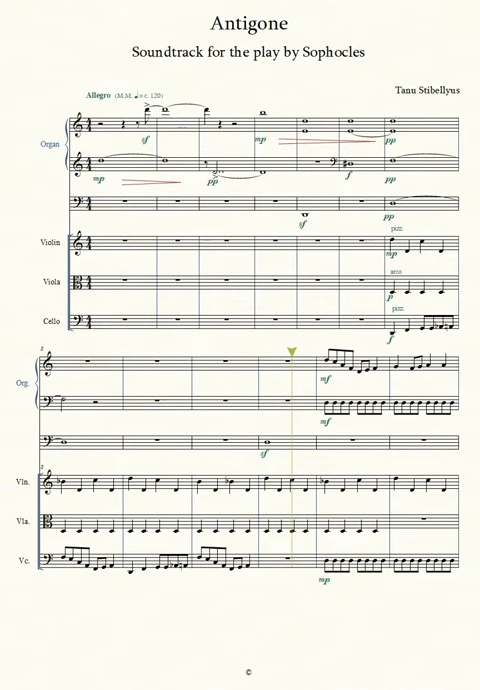 Antigone
Soundtrack for the play by Sophocles
Tanu Stibellyus
Allegro (M.M. ♩= c. 120)
sf mp pp
Organ
mp pp f pp
sf pp
pizz.
Violin
mp
arco
Viola
p
pizz.
Cello
f
Org.
mf
mf
sf
Vln.
Vla.
Vc.
mp
©